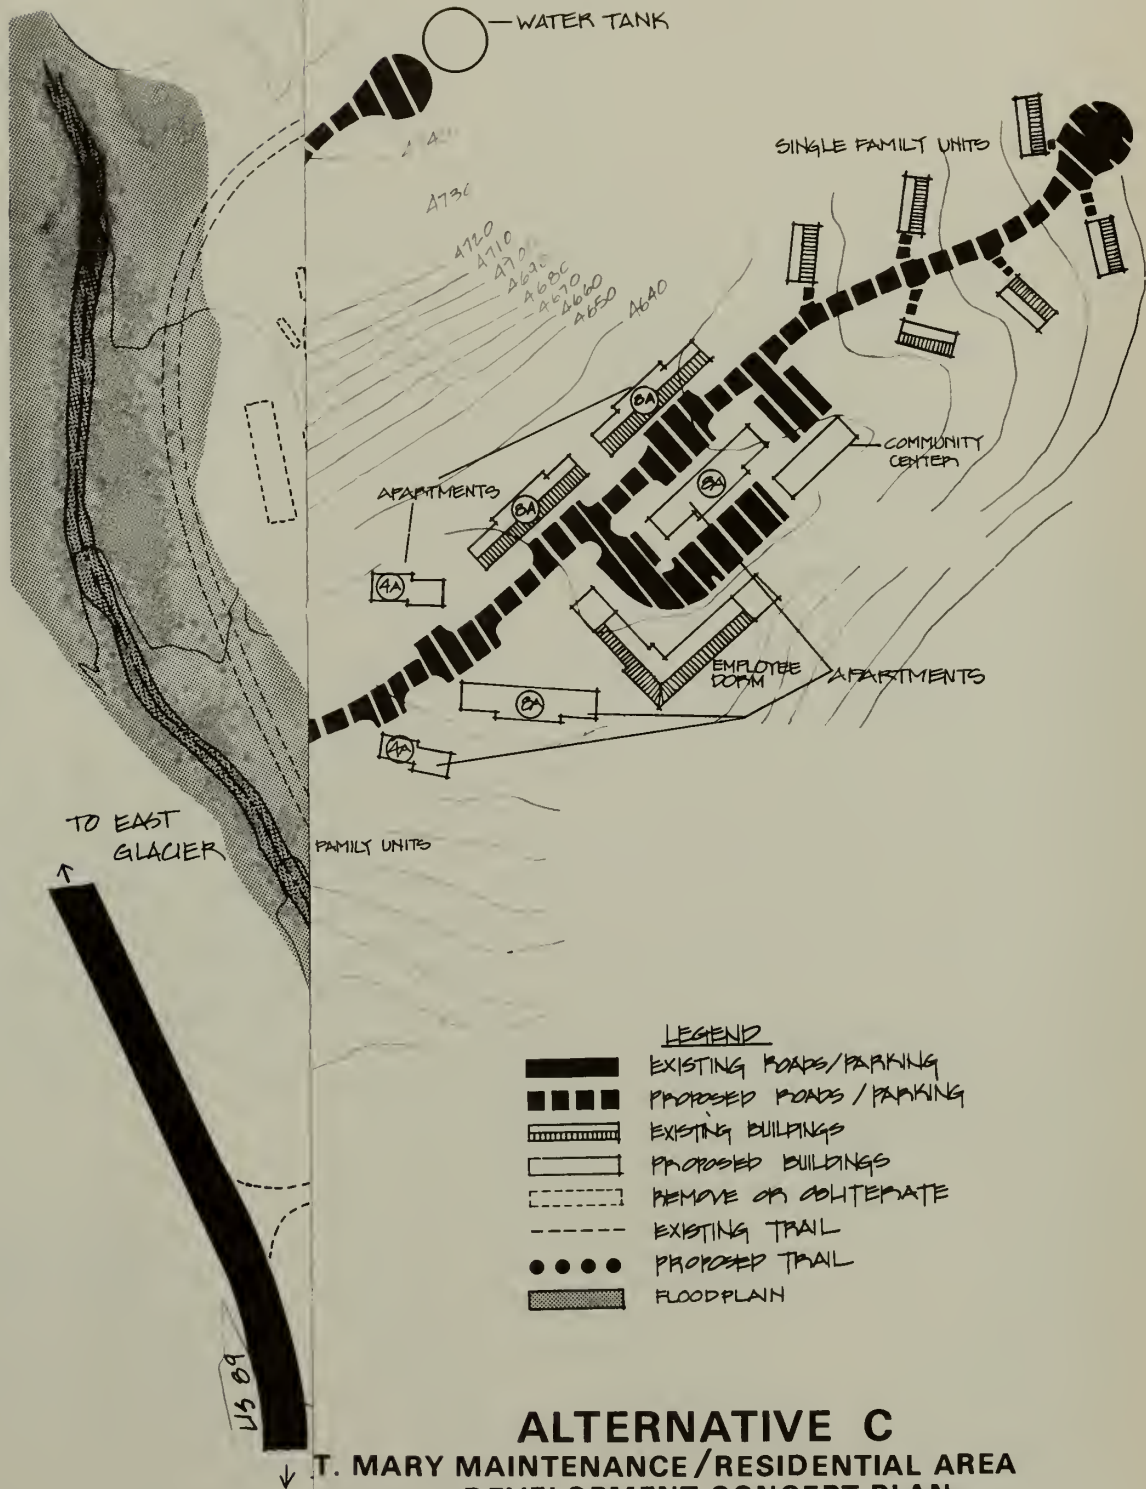 WATER TANK
SINGLE FAMILY UNITS
4730
4720
4710
4690
4680
4670
4660
4650
4640
8A
COMMUNITY
CENTER
8A
APARTMENTS
8A
4A
EMPLOYEE
DORM
APARTMENTS
8A
4A
TO EAST
GLACIER
FAMILY UNITS
LEGEND
EXISTING ROADS/PARKING
PROPOSED ROADS/PARKING
EXISTING BUILDINGS
PROPOSED BUILDINGS
REMOVE OR OBLITERATE
EXISTING TRAIL
PROPOSED TRAIL
FLOODPLAIN
US 89
ALTERNATIVE C
T. MARY MAINTENANCE/RESIDENTIAL AREA
DEVELOPMENT CONCEPT PLAN